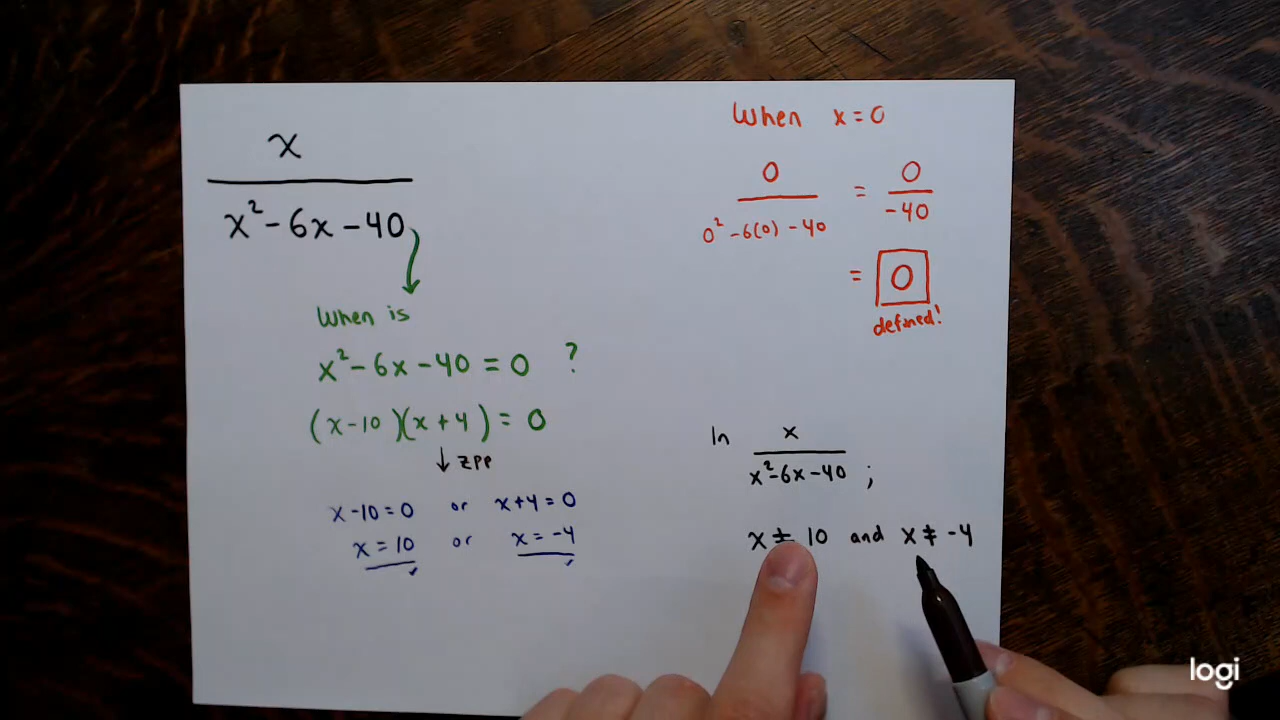 x
x² - 6x - 40
When is
x² - 6x - 40 = 0 ?
(x - 10)(x + 4) = 0
↓ ZPP
x - 10 = 0 or x + 4 = 0
x = 10 or x = -4
When x = 0
0 0
0² - 6(0) - 40 = -40
= 0
defined!
In x
x² - 6x - 40 ;
x ≠ 10 and x ≠ -4
logi